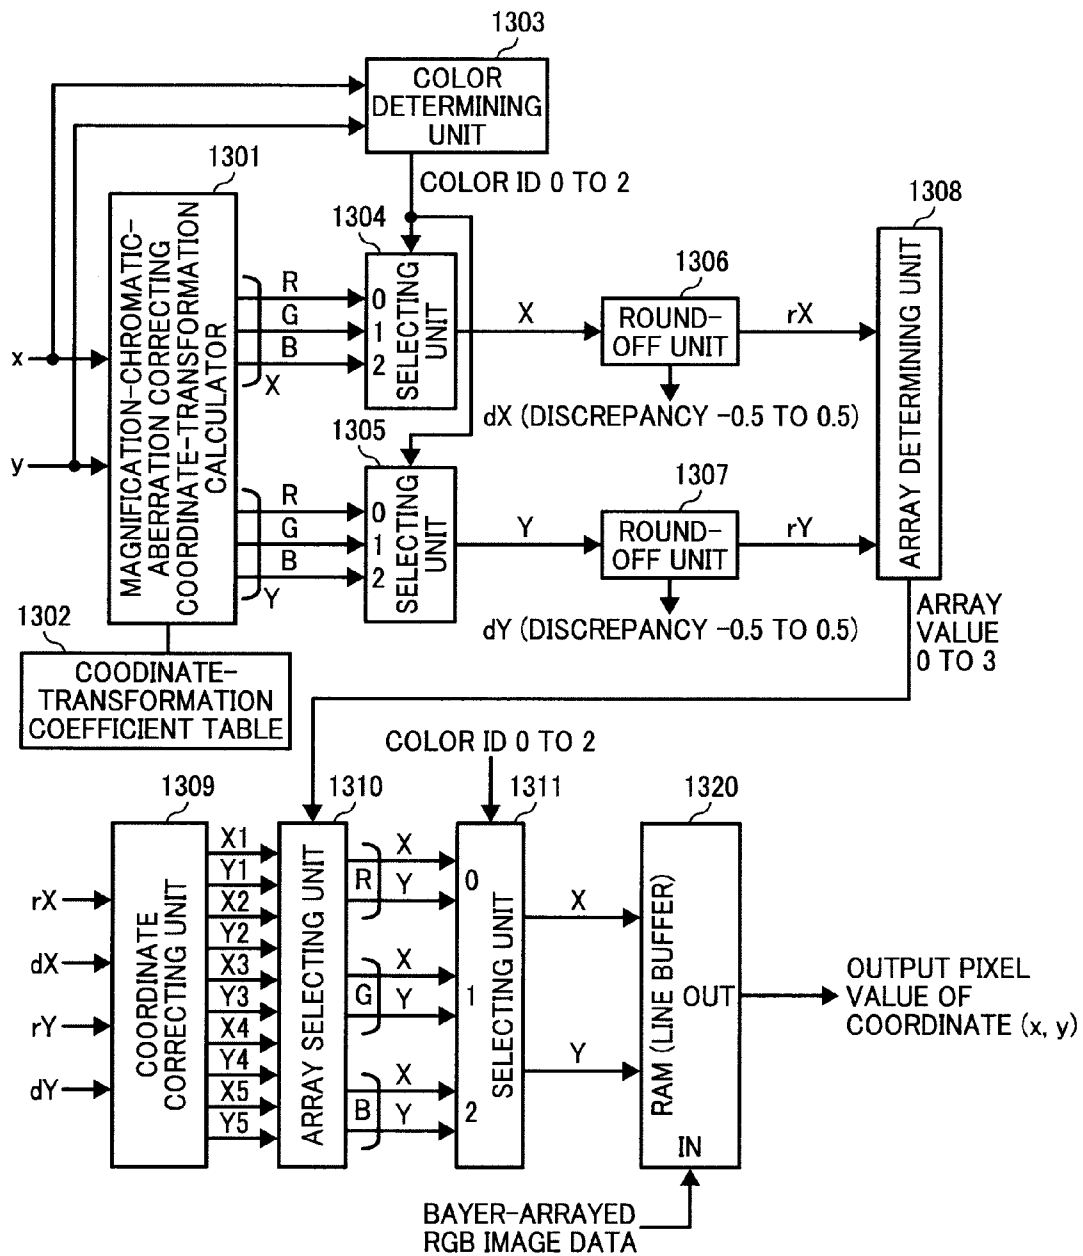 1303
COLOR
DETERMINING
UNIT
COLOR ID 0 TO 2
1301
MAGNIFICATION-CHROMATIC-
ABERRATION CORRECTING
COORDINATE-TRANSFORMATION
CALCULATOR
x
y
R
G
B
X
R
G
B
Y
1302
COODINATE-
TRANSFORMATION
COEFFICIENT TABLE
1304
0
1
2
SELECTING
UNIT
X
1305
0
1
2
SELECTING
UNIT
Y
1306
ROUND-
OFF UNIT
rX
dX (DISCREPANCY -0.5 TO 0.5)
1307
ROUND-
OFF UNIT
rY
dY (DISCREPANCY -0.5 TO 0.5)
1308
ARRAY DETERMINING UNIT
ARRAY
VALUE
0 TO 3
1309
rX
dX
rY
dY
COORDINATE
CORRECTING UNIT
X1
Y1
X2
Y2
X3
Y3
X4
Y4
X5
Y5
1310
ARRAY SELECTING UNIT
R
X
Y
G
X
Y
B
X
Y
COLOR ID 0 TO 2
1311
0
1
2
SELECTING UNIT
X
Y
1320
RAM (LINE BUFFER)
OUT
IN
OUTPUT PIXEL
VALUE OF
COORDINATE (x, y)
BAYER-ARRAYED
RGB IMAGE DATA